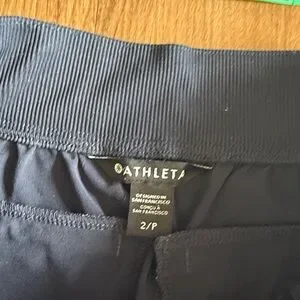 ATHLETA
DESIGNED IN
SAN FRANCISCO
CONÇU À
SAN FRANCISCO
2/P